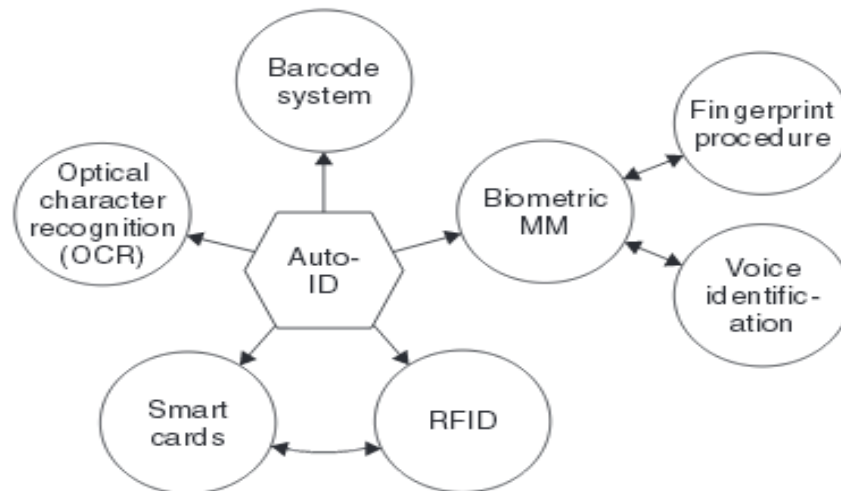 Barcode
system
Fingerprint
procedure
Optical
character
recognition
(OCR)
Biometric
MM
Auto-
ID
Voice
identific-
ation
Smart
cards
RFID